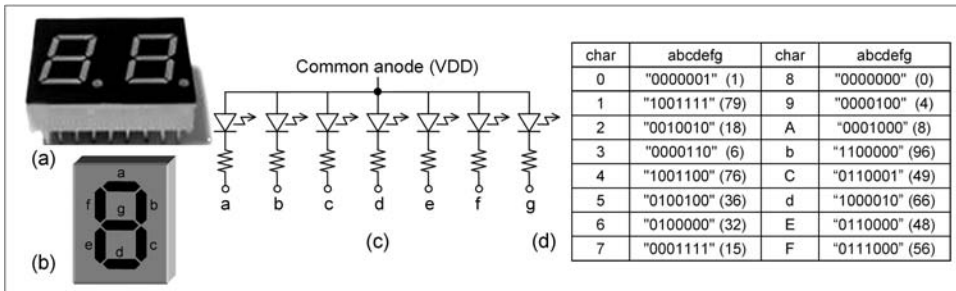 Common anode (VDD)
a b c d e f g
(a)
a
f b
g
e c
d
(b)
(c)
(d)
char abcdefg char abcdefg
0 "0000001" (1) 8 "0000000" (0)
1 "1001111" (79) 9 "0000100" (4)
2 "0010010" (18) A “0001000” (8)
3 "0000110" (6) b “1100000” (96)
4 "1001100" (76) C “0110001” (49)
5 "0100100" (36) d “1000010” (66)
6 "0100000" (32) E “0110000” (48)
7 "0001111" (15) F “0111000” (56)